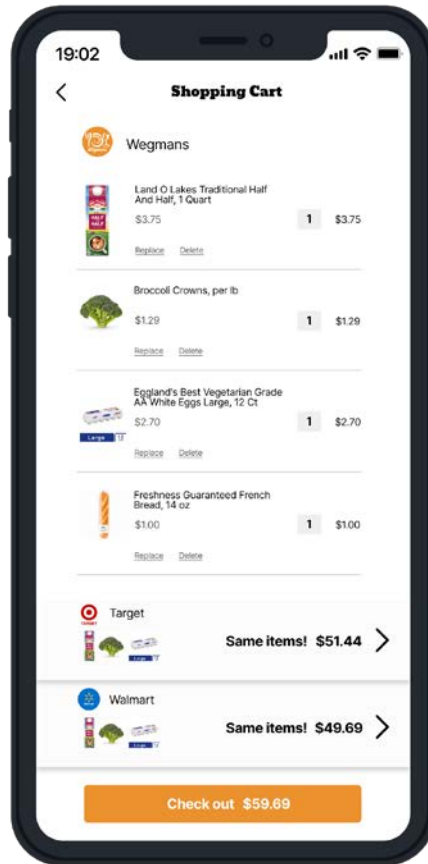 19:02
Shopping Cart
Wegmans
Land O Lakes Traditional Half
And Half, 1 Quart
$3.75
1
$3.75
Replace
Delete
Broccoli Crowns, per lb
$1.29
1
$1.29
Replace
Delete
Eggland's Best Vegetarian Grade
AA White Eggs Large, 12 Ct
$2.70
1
$2.70
Large
12
Replace
Delete
Freshness Guaranteed French
Bread, 14 oz
$1.00
1
$1.00
Replace
Delete
TARGET
Target
Same items! $51.44
Walmart
Same items! $49.69
Check out $59.69